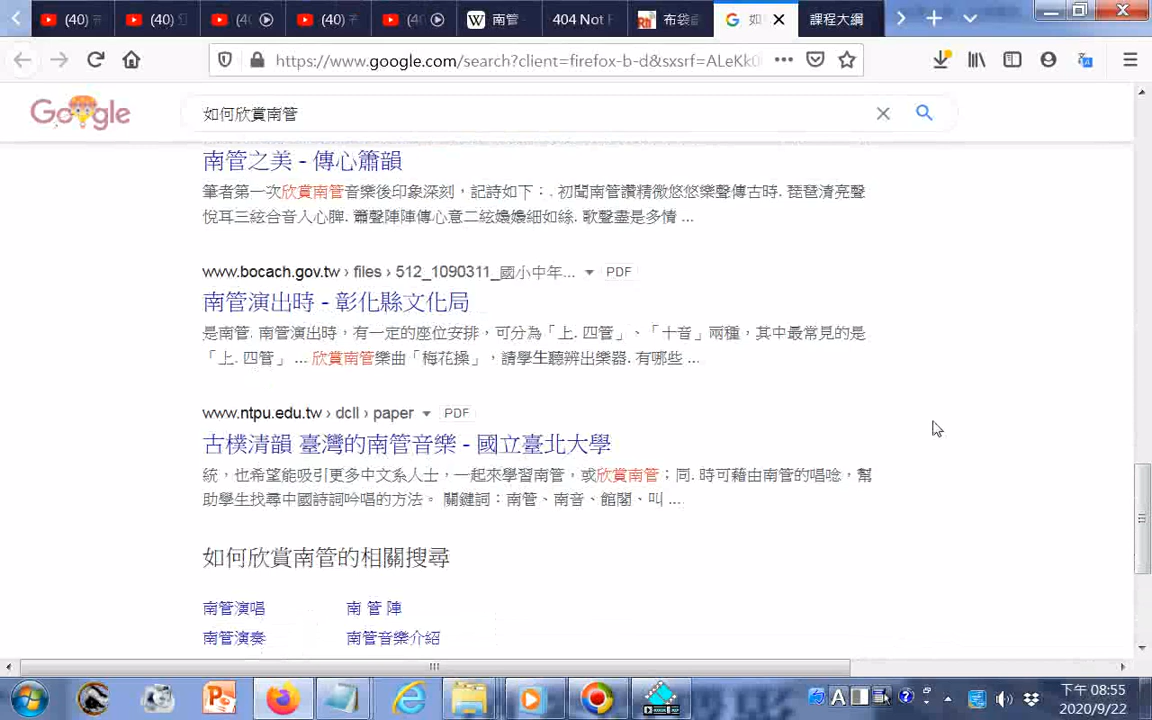 (40)
(40)
(40)
(40)
(40)
南管
404 Not F
布袋
如
課程大綱
https://www.google.com/search?client=firefox-b-d&sxsrf=ALeKk0
Google
如何欣賞南管
南管之美 - 傳心簫韻
筆者第一次欣賞南管音樂後印象深刻，記詩如下：. 初聞南管讚精微悠悠樂聲傳古時. 琵琶清亮聲
悅耳三絃合音入心脾. 簫聲陣陣傳心意二絃嫋嫋細如絲. 歌聲盡是多情 ...
www.bocach.gov.tw › files › 512_1090311_國小中年... PDF
南管演出時 - 彰化縣文化局
是南管. 南管演出時，有一定的座位安排，可分為「上. 四管」、「十音」兩種，其中最常見的是
「上. 四管」 ... 欣賞南管樂曲「梅花操」，請學生聽辨出樂器. 有哪些 ...
www.ntpu.edu.tw › dcll › paper PDF
古樸清韻 臺灣的南管音樂 - 國立臺北大學
統，也希望能吸引更多中文系人士，一起來學習南管，或欣賞南管；同. 時可藉由南管的唱唸，幫
助學生找尋中國詩詞吟唱的方法。 關鍵詞：南管、南音、館閣、叫 ...
如何欣賞南管的相關搜尋
南管演唱
南 管 陣
南管演奏
南管音樂介紹
下午 08:55
2020/9/22